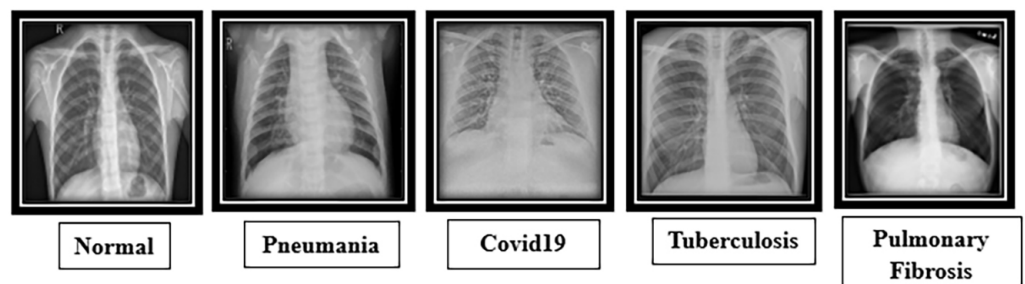 R
R
Normal
Pneumania
Covid19
Tuberculosis
Pulmonary
Fibrosis